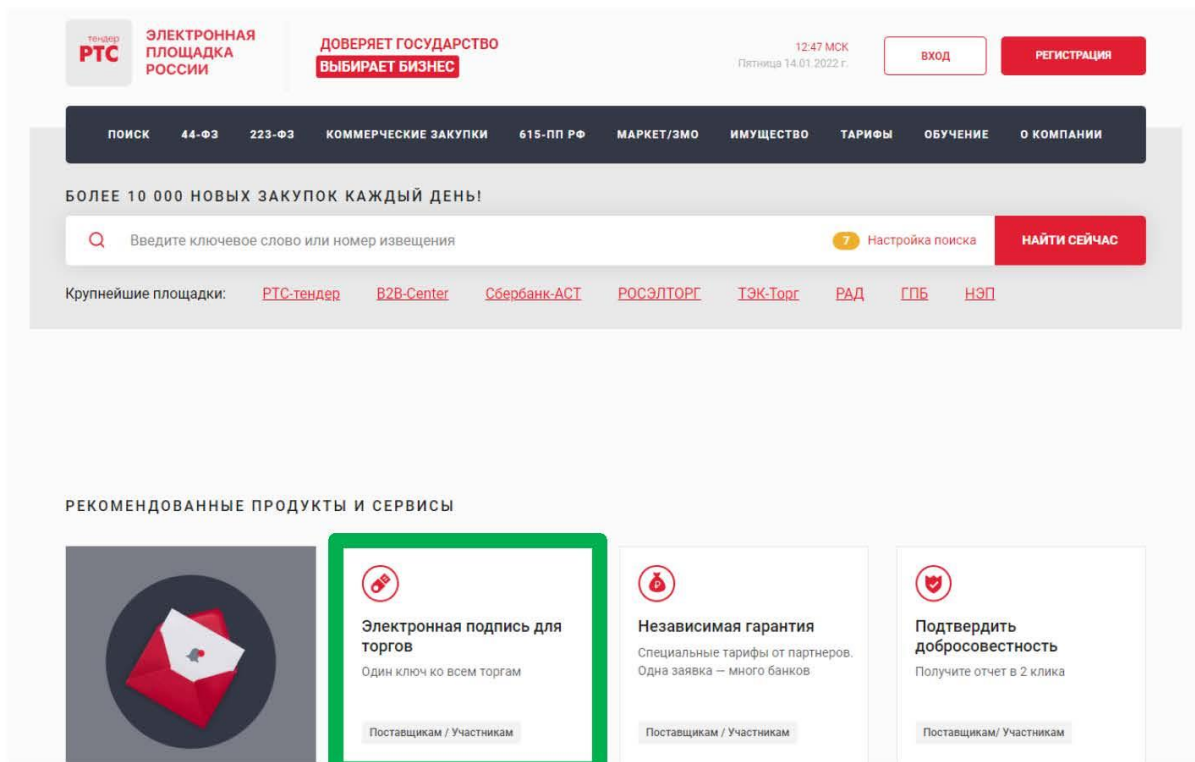 тендер
РТС
ЭЛЕКТРОННАЯ
ПЛОЩАДКА
РОССИИ
ДОВЕРЯЕТ ГОСУДАРСТВО
ВЫБИРАЕТ БИЗНЕС
12:47 МСК
Пятница 14.01.2022 г.
ВХОД
РЕГИСТРАЦИЯ
ПОИСК 44-ФЗ 223-ФЗ КОММЕРЧЕСКИЕ ЗАКУПКИ 615-ПП РФ МАРКЕТ/ЗМО ИМУЩЕСТВО ТАРИФЫ ОБУЧЕНИЕ О КОМПАНИИ
БОЛЕЕ 10 000 НОВЫХ ЗАКУПОК КАЖДЫЙ ДЕНЬ!
Введите ключевое слово или номер извещения 7 Настройка поиска НАЙТИ СЕЙЧАС
Крупнейшие площадки: РТС-тендер B2B-Center Сбербанк-АСТ РОСЭЛТОРГ ТЭК-Торг РАД ГПБ НЭП
РЕКОМЕНДОВАННЫЕ ПРОДУКТЫ И СЕРВИСЫ
Электронная подпись для
торгов
Один ключ ко всем торгам
Поставщикам / Участникам
Независимая гарантия
Специальные тарифы от партнеров.
Одна заявка — много банков
Поставщикам / Участникам
Подтвердить
добросовестность
Получите отчет в 2 клика
Поставщикам/ Участникам